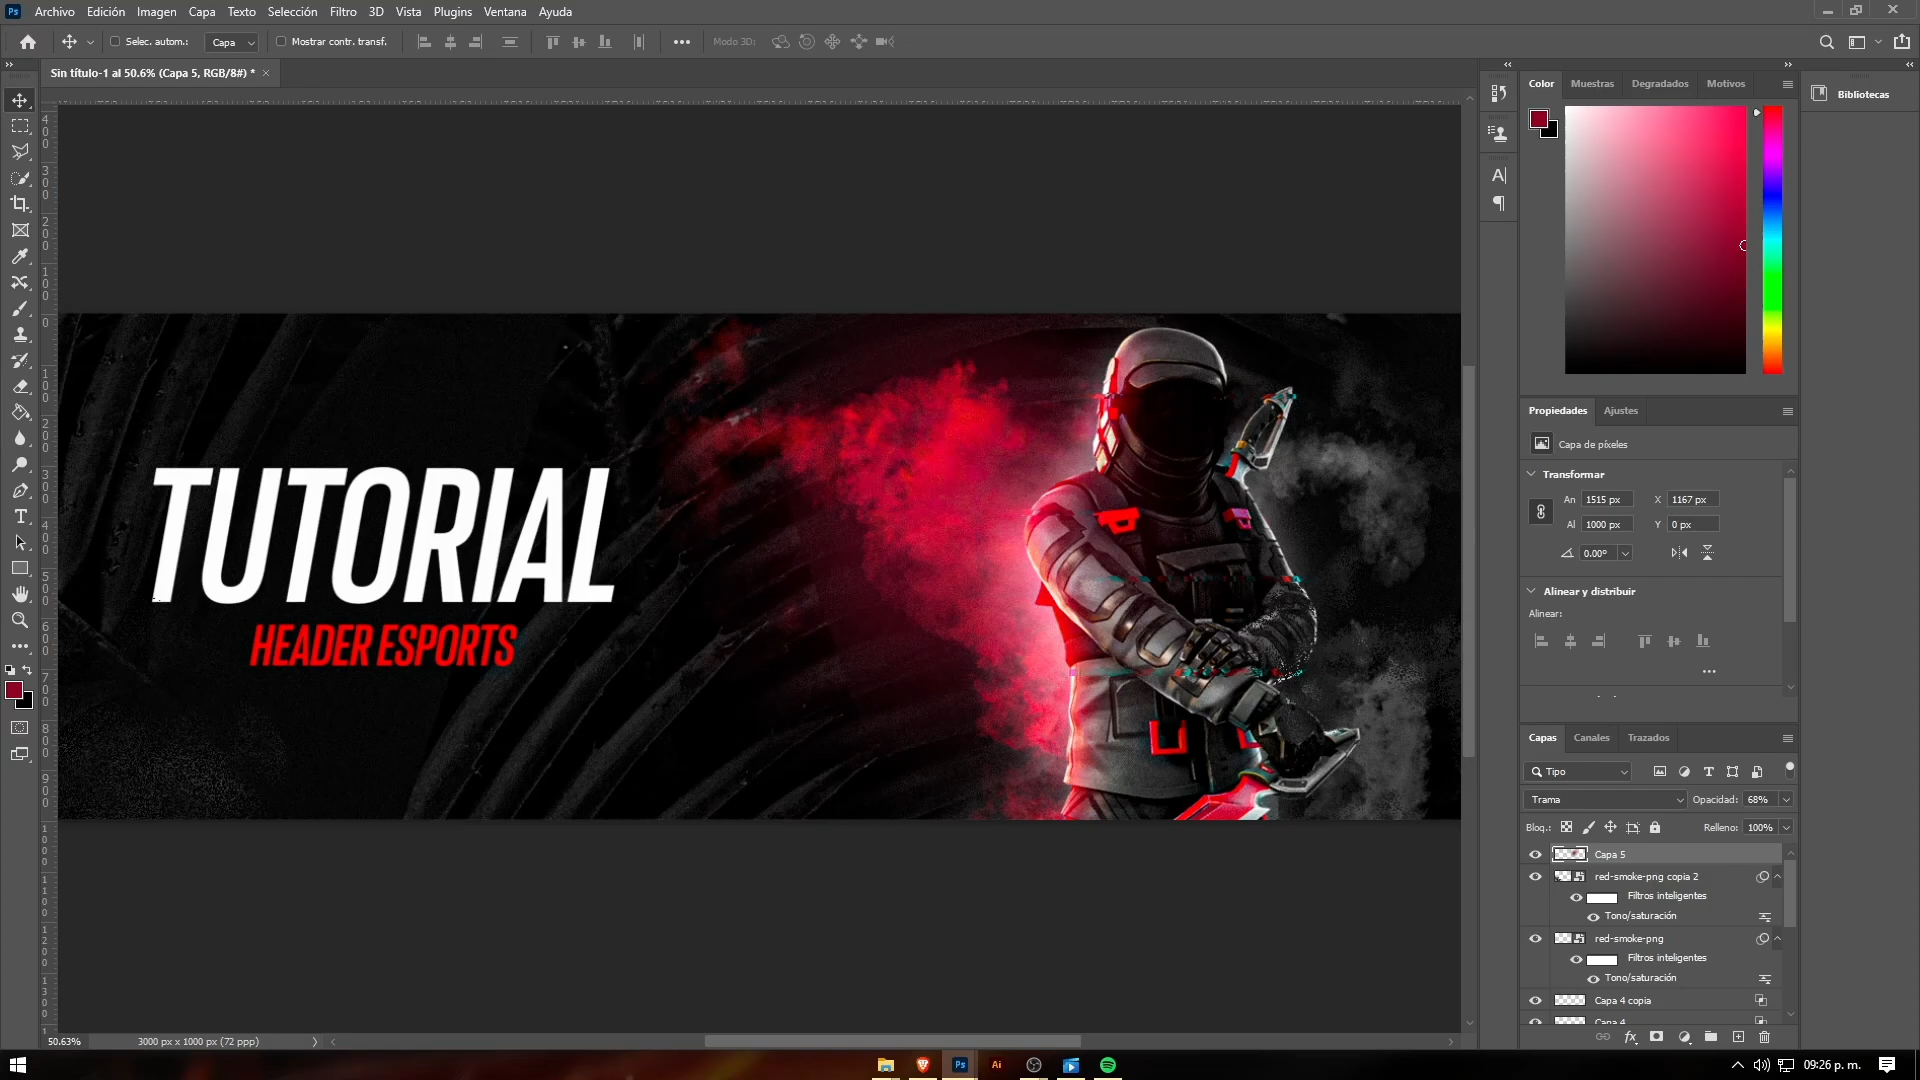 Ps Archivo Edición Imagen Capa Texto Selección Filtro 3D Vista Plugins Ventana Ayuda
Selec. autom.: Capa Mostrar contr. transf. Modo 3D:
Sin título-1 al 50.6% (Capa 5, RGB/8#) *
Color Muestras Degradados Motivos
Bibliotecas
TUTORIAL
HEADER ESPORTS
Propiedades Ajustes
Capa de píxeles
Transformar
An 1515 px X 1167 px
Al 1000 px Y 0 px
0.00°
Alinear y distribuir
Alinear:
Capas Canales Trazados
Tipo
Trama Opacidad: 68%
Bloq.: Relleno: 100%
Capa 5
red-smoke-png copia 2
Filtros inteligentes
Tono/saturación
red-smoke-png
Filtros inteligentes
Tono/saturación
Capa 4 copia
Capa 4
50.63% 3000 px x 1000 px (72 ppp)
Ps Ai 09:26 p. m.